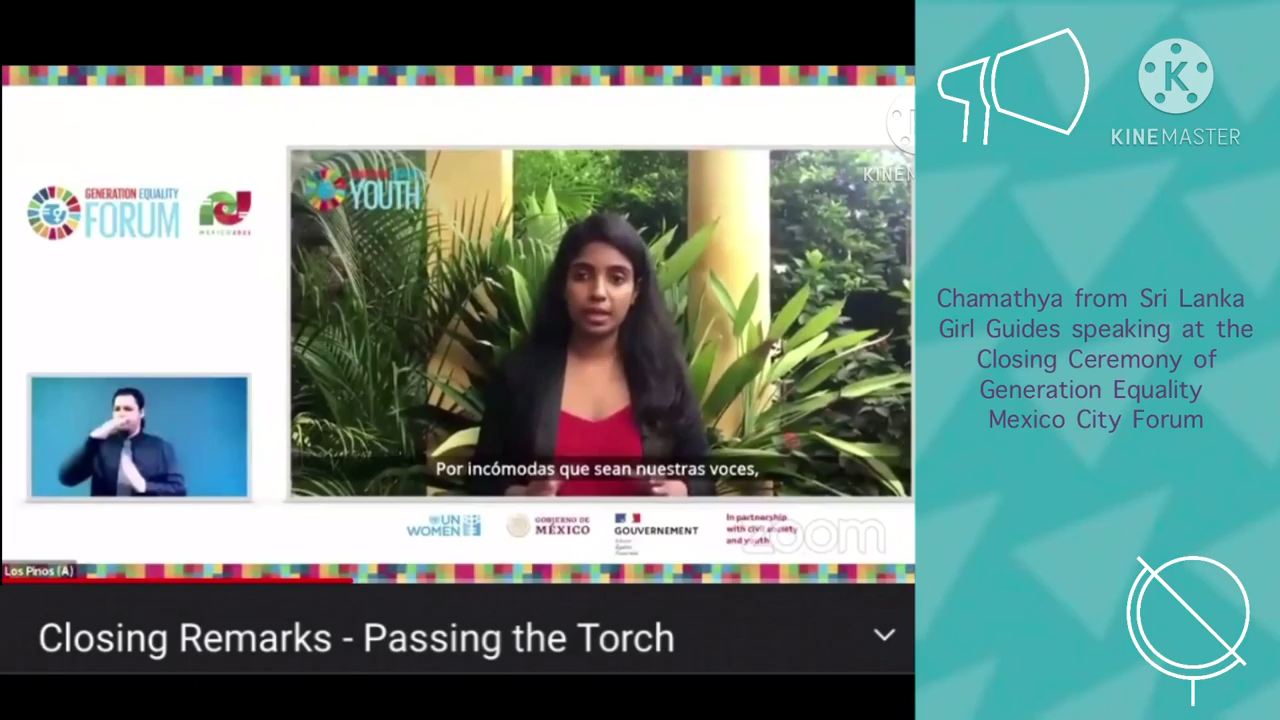 GENERATION EQUALITY
FORUM
MEXICO 2021
YOUTH
Por incómodas que sean nuestras voces,
UN
WOMEN
GOBIERNO DE
MÉXICO
GOUVERNEMENT
In partnership
with civil society
and youth
zoom
Los Pinos (A)
Closing Remarks - Passing the Torch
KINEMASTER
Chamathya from Sri Lanka
Girl Guides speaking at the
Closing Ceremony of
Generation Equality
Mexico City Forum